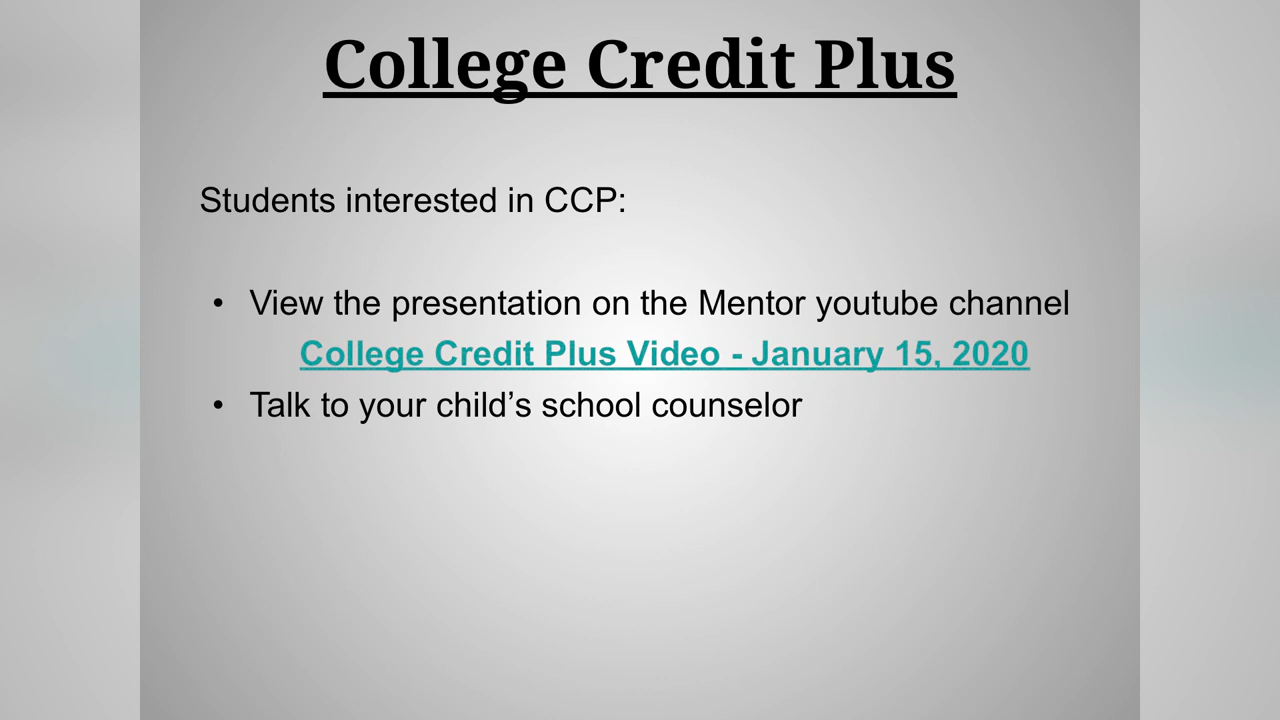 College Credit Plus
Students interested in CCP:
• View the presentation on the Mentor youtube channel
College Credit Plus Video - January 15, 2020
• Talk to your child’s school counselor